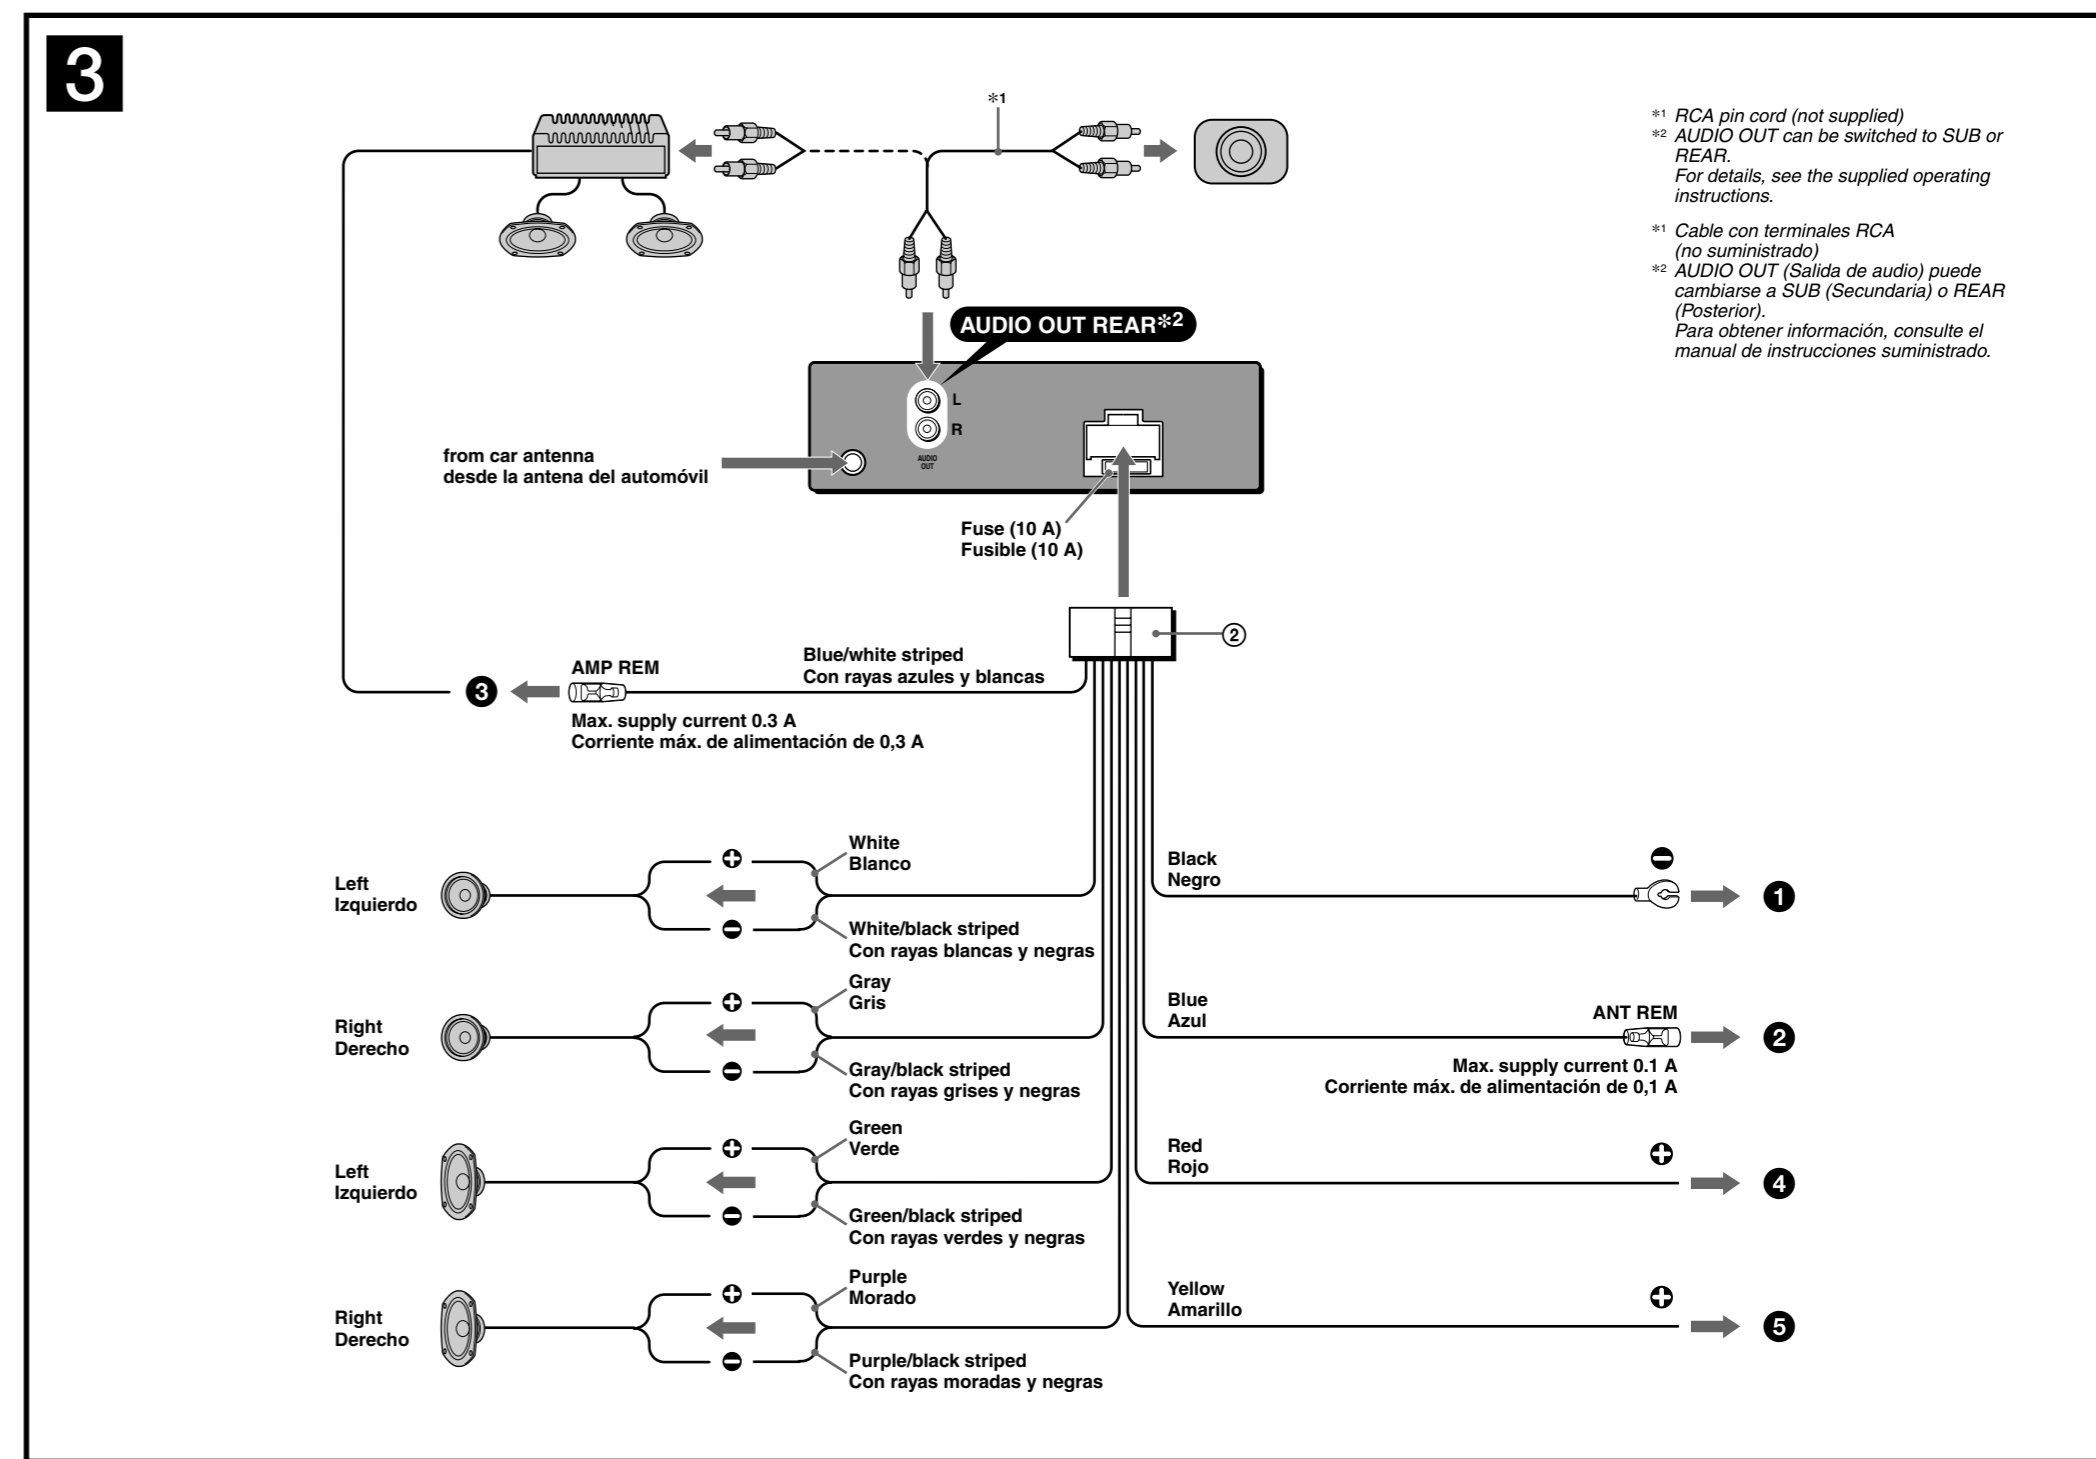 3
*1
*1 RCA pin cord (not supplied)
*2 AUDIO OUT can be switched to SUB or
REAR.
For details, see the supplied operating
instructions.
*1 Cable con terminales RCA
(no suministrado)
*2 AUDIO OUT (Salida de audio) puede
cambiarse a SUB (Secundaria) o REAR
(Posterior).
Para obtener información, consulte el
manual de instrucciones suministrado.
AUDIO OUT REAR*2
L
R
AUDIO
OUT
from car antenna
desde la antena del automóvil
Fuse (10 A)
Fusible (10 A)
②
Blue/white striped
Con rayas azules y blancas
AMP REM
❸
Max. supply current 0.3 A
Corriente máx. de alimentación de 0,3 A
White
Blanco
Left
Izquierdo
White/black striped
Con rayas blancas y negras
Gray
Gris
Right
Derecho
Gray/black striped
Con rayas grises y negras
Green
Verde
Left
Izquierdo
Green/black striped
Con rayas verdes y negras
Purple
Morado
Right
Derecho
Purple/black striped
Con rayas moradas y negras
Black
Negro
❶
Blue
Azul
ANT REM
❷
Max. supply current 0.1 A
Corriente máx. de alimentación de 0,1 A
Red
Rojo
❹
Yellow
Amarillo
❺